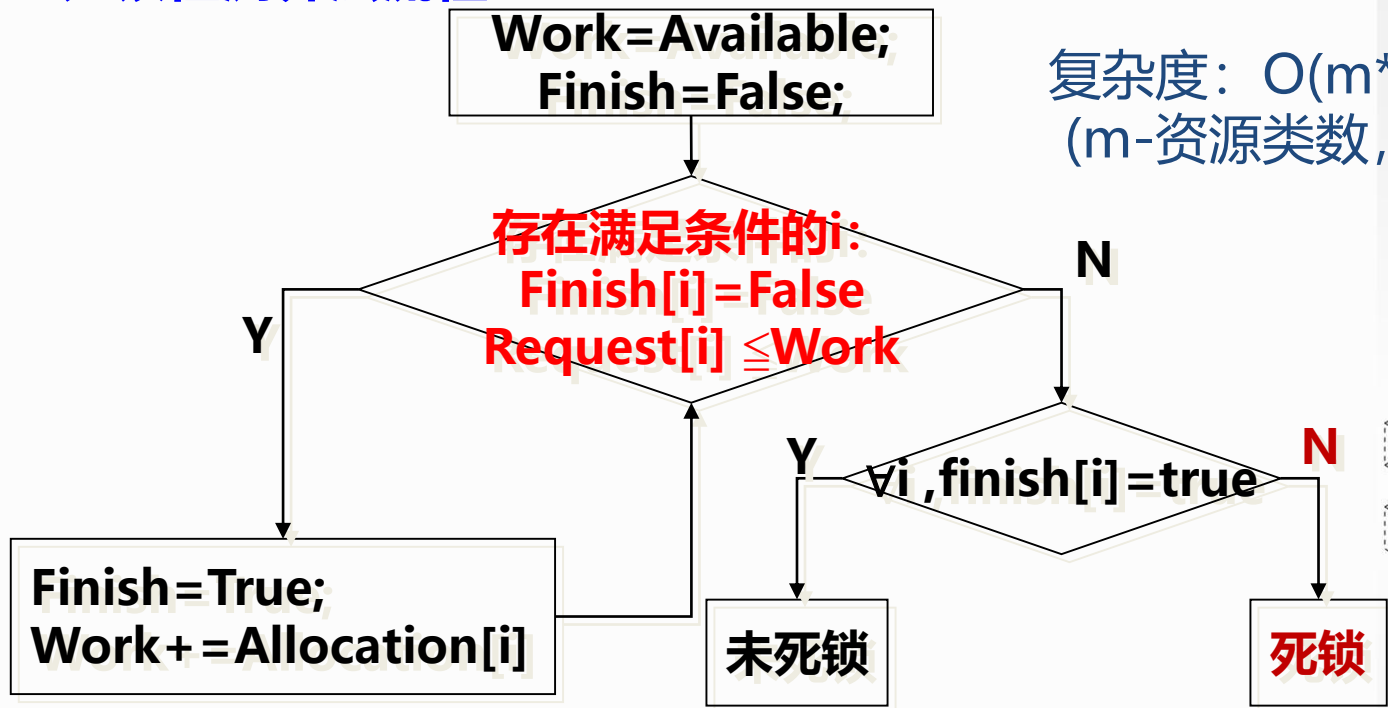 Work=Available;
Finish=False;
复杂度：O(m*
(m-资源类数，
存在满足条件的i：
Finish[i]=False
Request[i] ≦Work
N
Y
Y
∀i ,finish[i]=true
N
Finish=True;
Work+=Allocation[i]
未死锁
死锁